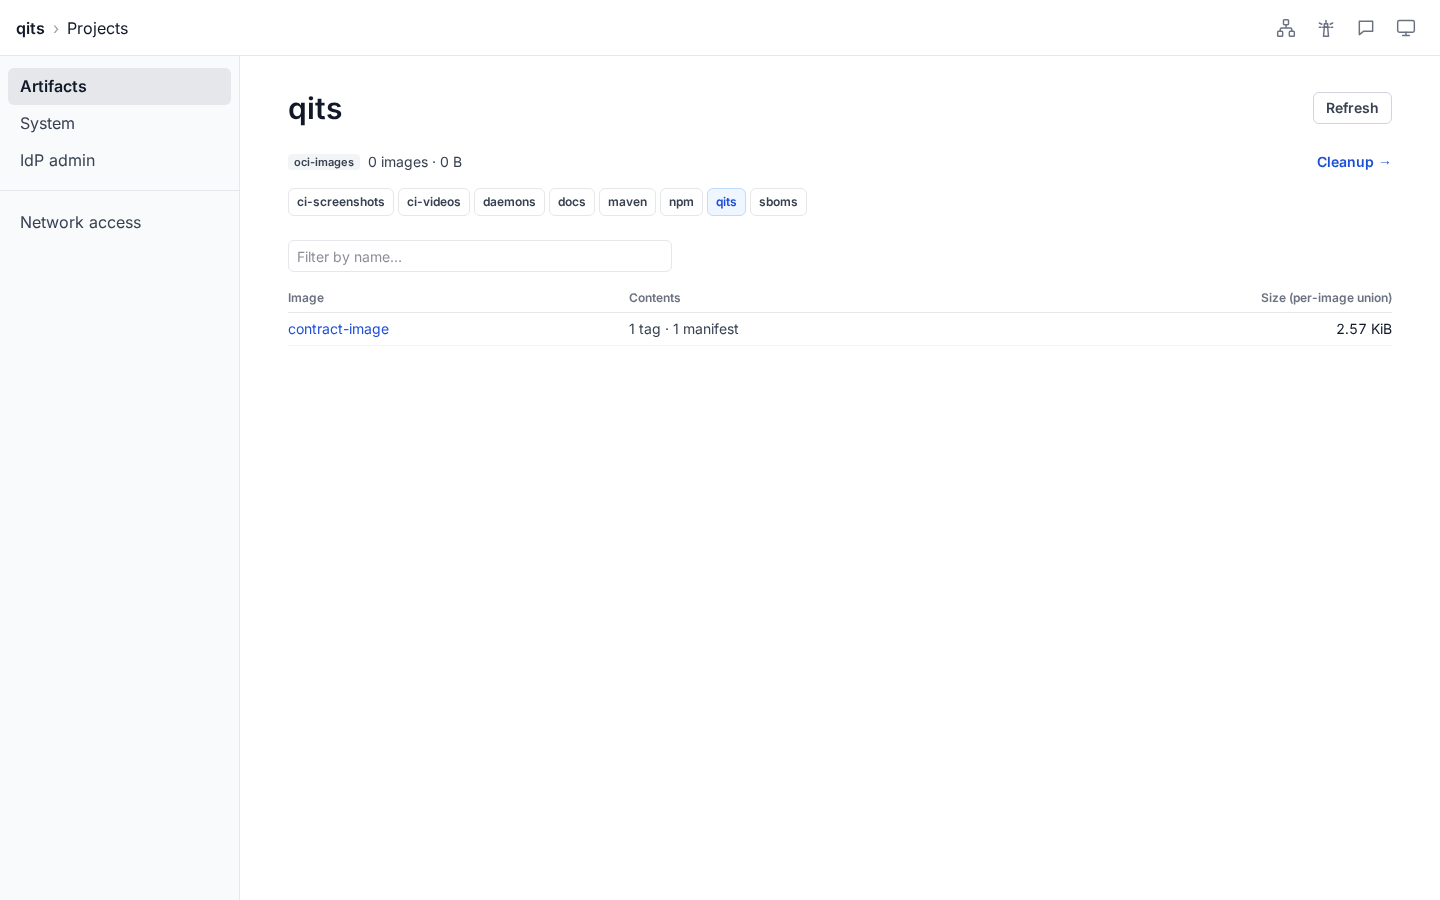 qits › Projects
Artifacts
System
IdP admin
Network access
qits
Refresh
oci-images 0 images · 0 B
Cleanup →
ci-screenshots ci-videos daemons docs maven npm qits sboms
Filter by name...
Image Contents Size (per-image union)
contract-image 1 tag · 1 manifest 2.57 KiB